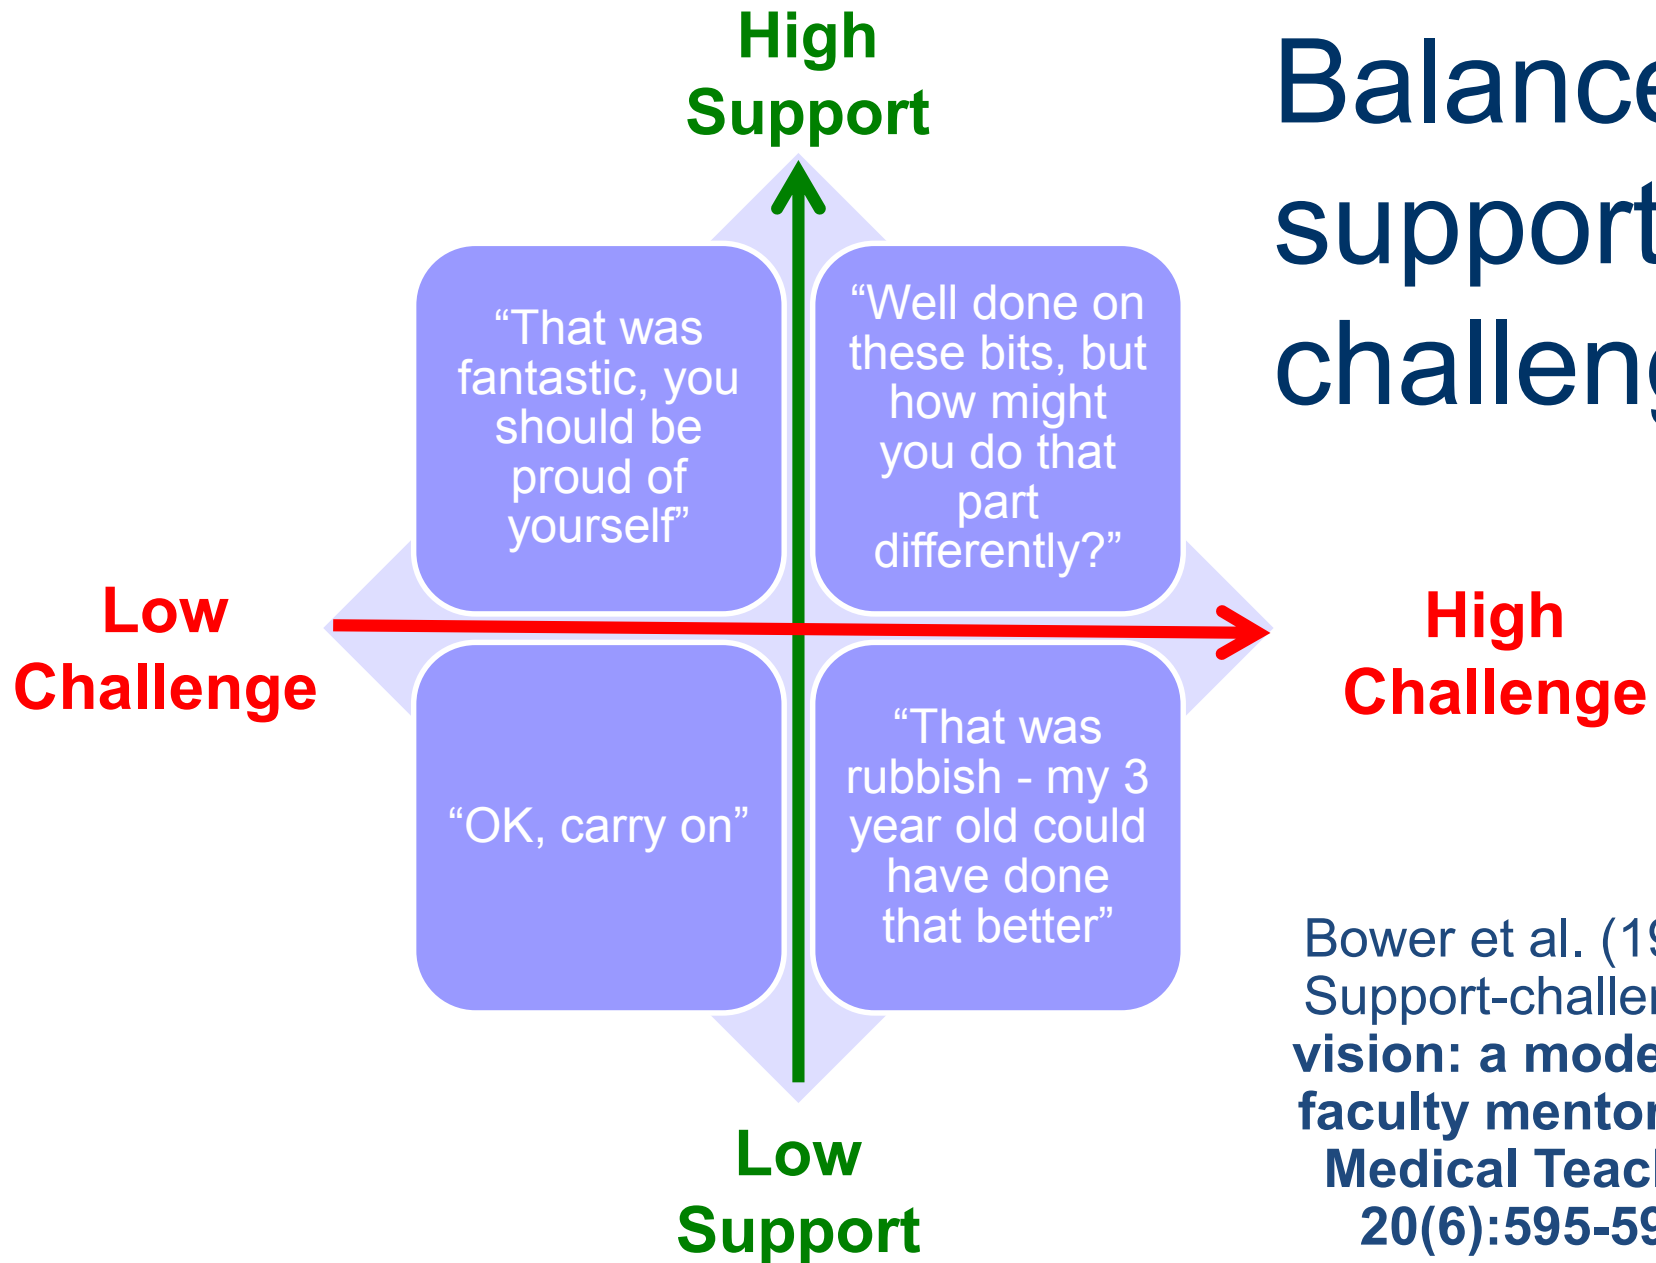 High
Support
Balance
support
challeng
“That was
fantastic, you
should be
proud of
yourself”
“Well done on
these bits, but
how might
you do that
part
differently?”
Low
Challenge
High
Challenge
“OK, carry on”
“That was
rubbish - my 3
year old could
have done
that better”
Low
Support
Bower et al. (19
Support-challen
vision: a mode
faculty mentor
Medical Teach
20(6):595-59